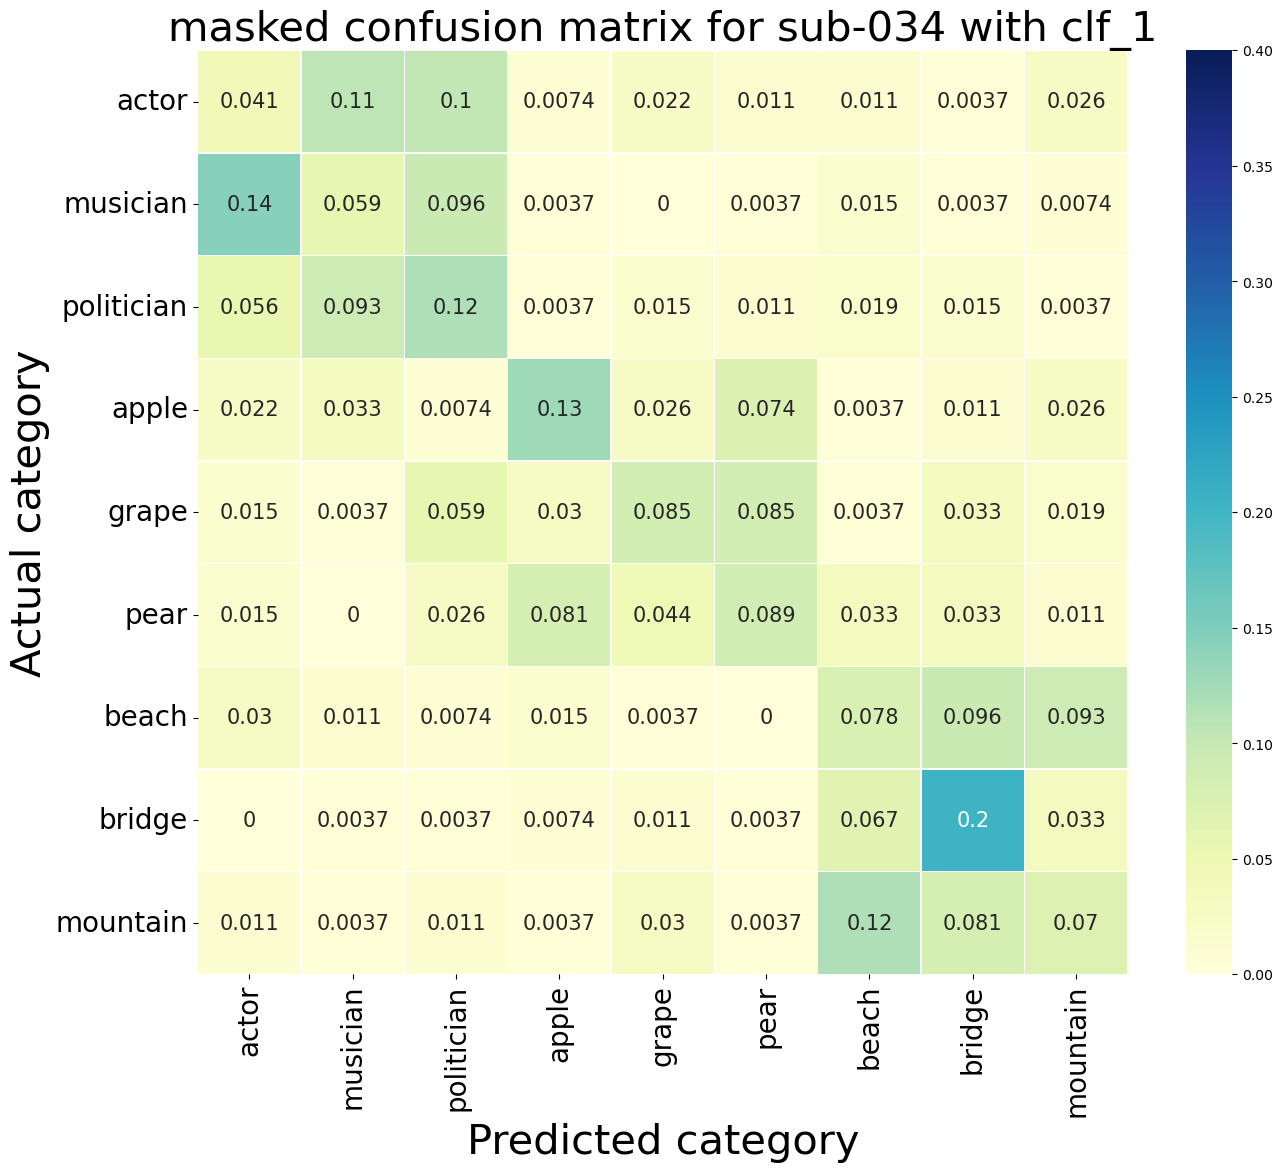 masked confusion matrix for sub-034 with clf_1
Actual category
actor 0.041 0.11 0.1 0.0074 0.022 0.011 0.011 0.0037 0.026
musician 0.14 0.059 0.096 0.0037 0 0.0037 0.015 0.0037 0.0074
politician 0.056 0.093 0.12 0.0037 0.015 0.011 0.019 0.015 0.0037
apple 0.022 0.033 0.0074 0.13 0.026 0.074 0.0037 0.011 0.026
grape 0.015 0.0037 0.059 0.03 0.085 0.085 0.0037 0.033 0.019
pear 0.015 0 0.026 0.081 0.044 0.089 0.033 0.033 0.011
beach 0.03 0.011 0.0074 0.015 0.0037 0 0.078 0.096 0.093
bridge 0 0.0037 0.0037 0.0074 0.011 0.0037 0.067 0.2 0.033
mountain 0.011 0.0037 0.011 0.0037 0.03 0.0037 0.12 0.081 0.07
actor musician politician apple grape pear beach bridge mountain
Predicted category
0.40
0.35
0.30
0.25
0.20
0.15
0.10
0.05
0.00